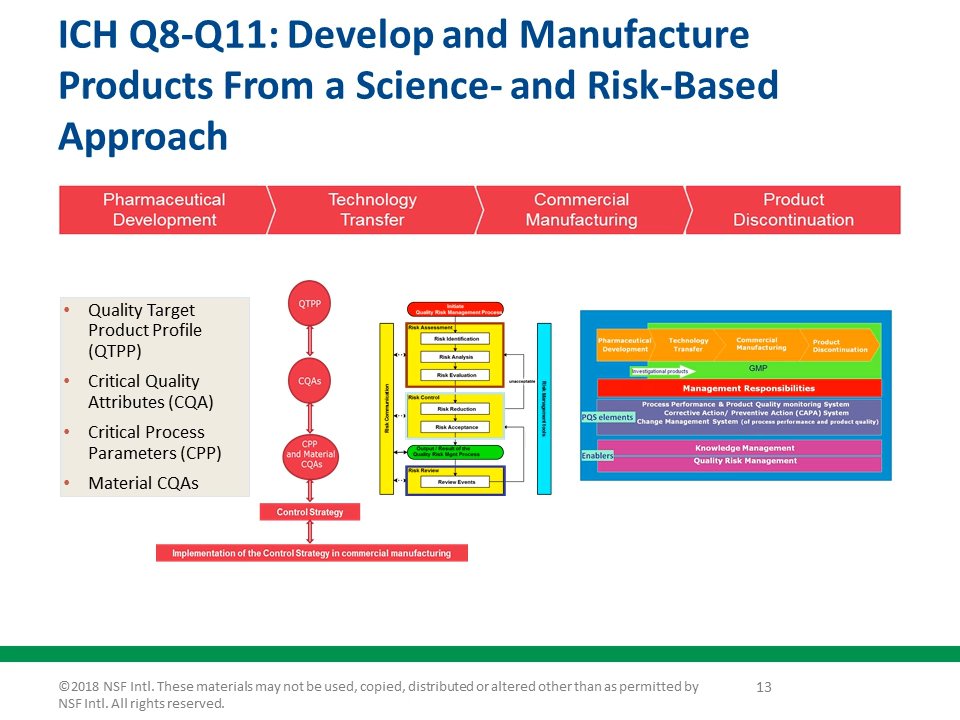 ICH Q8-Q11: Develop and Manufacture
Products From a Science- and Risk-Based
Approach
Pharmaceutical
Development
Technology
Transfer
Commercial
Manufacturing
Product
Discontinuation
• Quality Target
Product Profile
(QTPP)
• Critical Quality
Attributes (CQA)
• Critical Process
Parameters (CPP)
• Material CQAs
QTPP
CQAs
CPP
and Material
CQAs
Control Strategy
Implementation of the Control Strategy in commercial manufacturing
Initiate
Quality Risk Management Process
Risk Communication
Risk Assessment
Risk Identification
Risk Analysis
Risk Evaluation
unacceptable
Risk Control
Risk Reduction
Risk Acceptance
Output / Result of the
Quality Risk Mgmt Process
Risk Review
Review Events
Risk Management tools
Pharmaceutical
Development
Technology
Transfer
Commercial
Manufacturing
Product
Discontinuation
Investigational products
GMP
Management Responsibilities
PQS elements
Process Performance & Product Quality monitoring System
Corrective Action/ Preventive Action (CAPA) System
Change Management System (of process performance and product quality)
Enablers
Knowledge Management
Quality Risk Management
©2018 NSF Intl. These materials may not be used, copied, distributed or altered other than as permitted by
NSF Intl. All rights reserved.
13